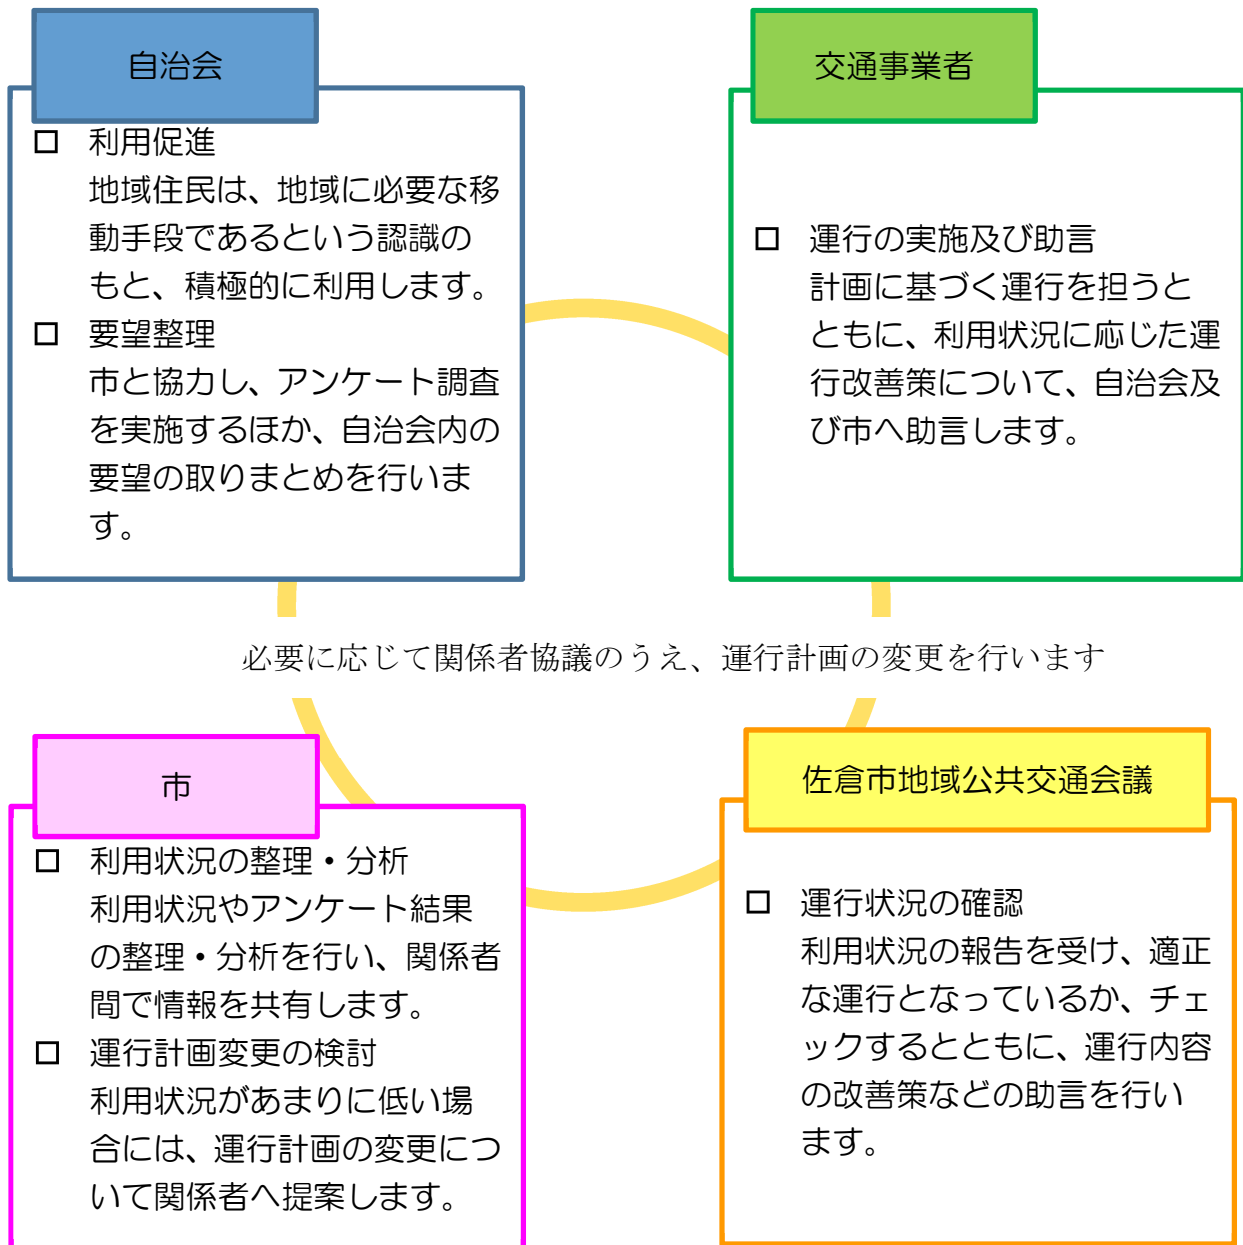 自治会
□ 利用促進
地域住民は、地域に必要な移
動手段であるという認識の
もと、積極的に利用します。
□ 要望整理
市と協力し、アンケート調査
を実施するほか、自治会内の
要望の取りまとめを行いま
す。
交通事業者
□ 運行の実施及び助言
計画に基づく運行を担うと
ともに、利用状況に応じた運
行改善策について、自治会及
び市へ助言します。
必要に応じて関係者協議のうえ、運行計画の変更を行います
市
□ 利用状況の整理・分析
利用状況やアンケート結果
の整理・分析を行い、関係者
間で情報を共有します。
□ 運行計画変更の検討
利用状況があまりに低い場
合には、運行計画の変更につ
いて関係者へ提案します。
佐倉市地域公共交通会議
□ 運行状況の確認
利用状況の報告を受け、適正
な運行となっているか、チェ
ックするとともに、運行内容
の改善策などの助言を行い
ます。